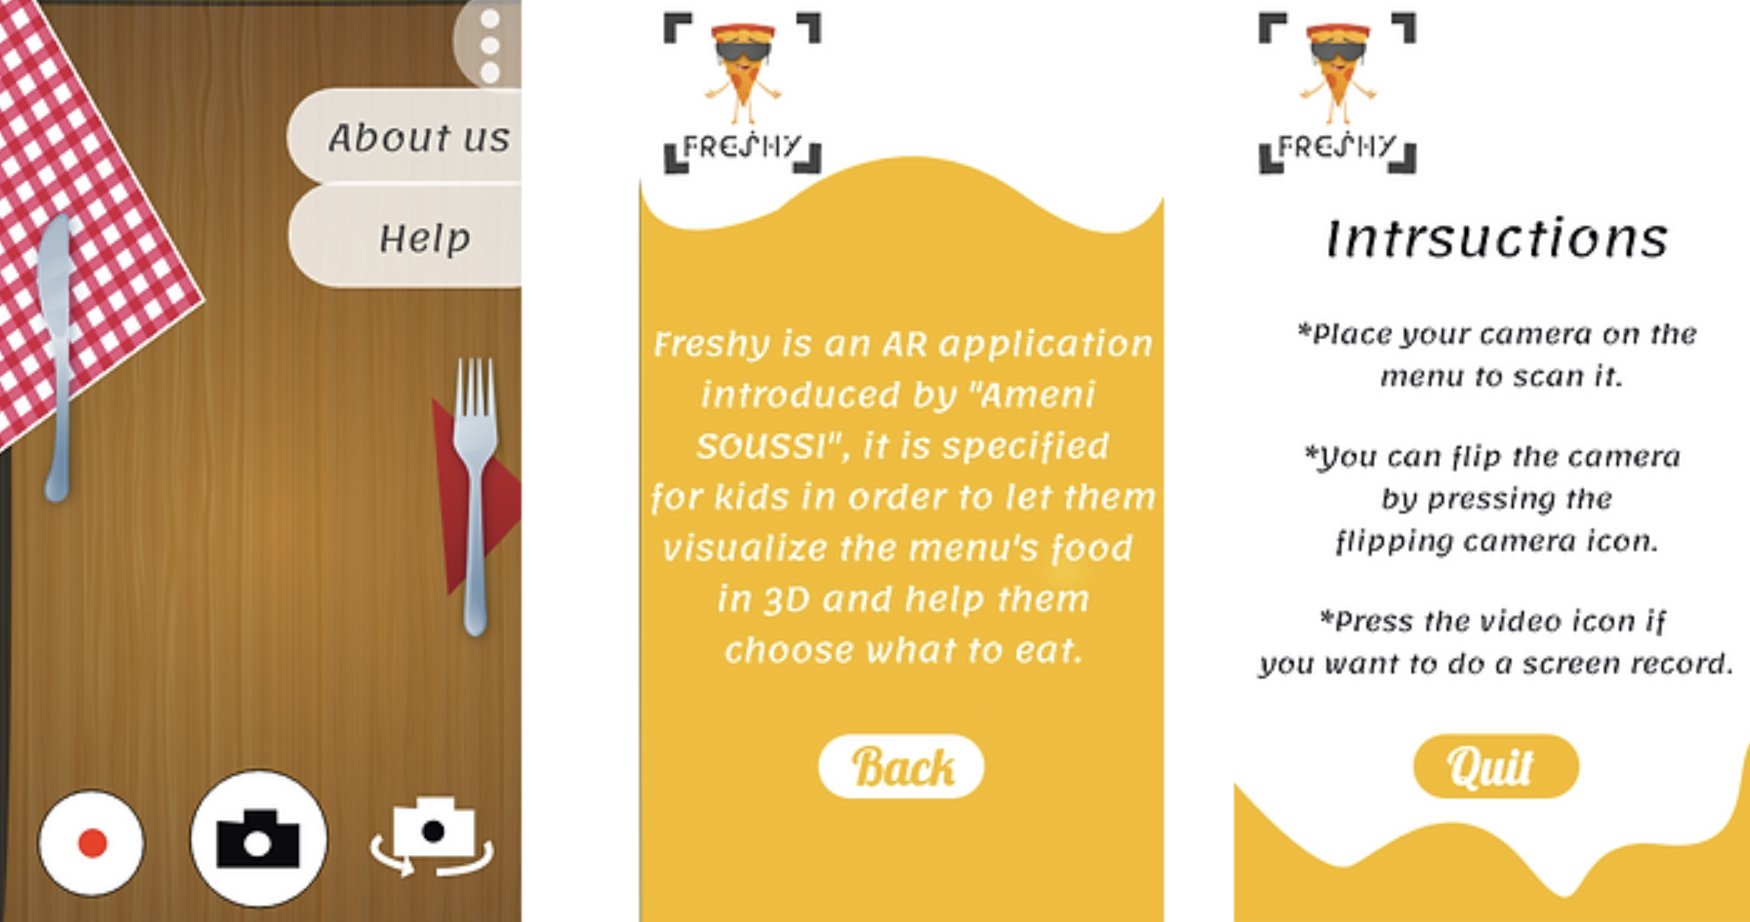 About us
Help
FRESHY
Freshy is an AR application
introduced by "Ameni
SOUSSI", it is specified
for kids in order to let them
visualize the menu's food
in 3D and help them
choose what to eat.
Back
FRESHY
Intrsuctions
*Place your camera on the
menu to scan it.
*You can flip the camera
by pressing the
flipping camera icon.
*Press the video icon if
you want to do a screen record.
Quit